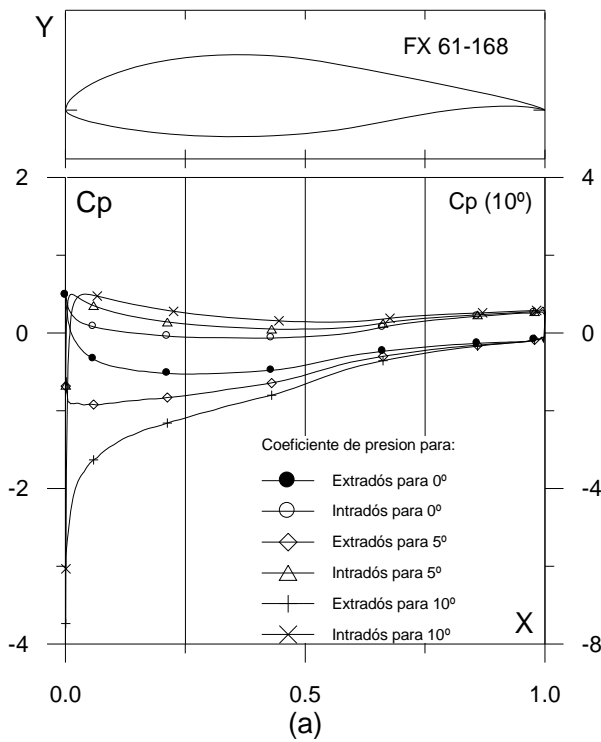 Y
FX 61-168
2
4
Cp
Cp (10º)
0
0
Coeficiente de presion para:
Extradós para 0º
Intradós para 0º
-2
-4
Extradós para 5º
Intradós para 5º
Extradós para 10º
Intradós para 10º
X
-4
-8
0.0
0.5
1.0
(a)